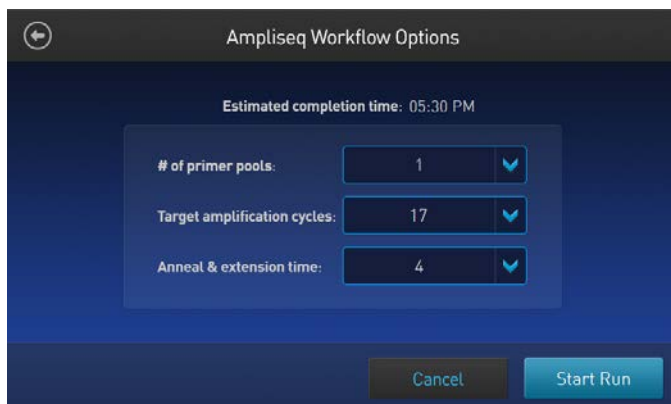 Ampliseq Workflow Options
Estimated completion time: 05:30 PM
# of primer pools: 1
Target amplification cycles: 17
Anneal & extension time: 4
Cancel Start Run